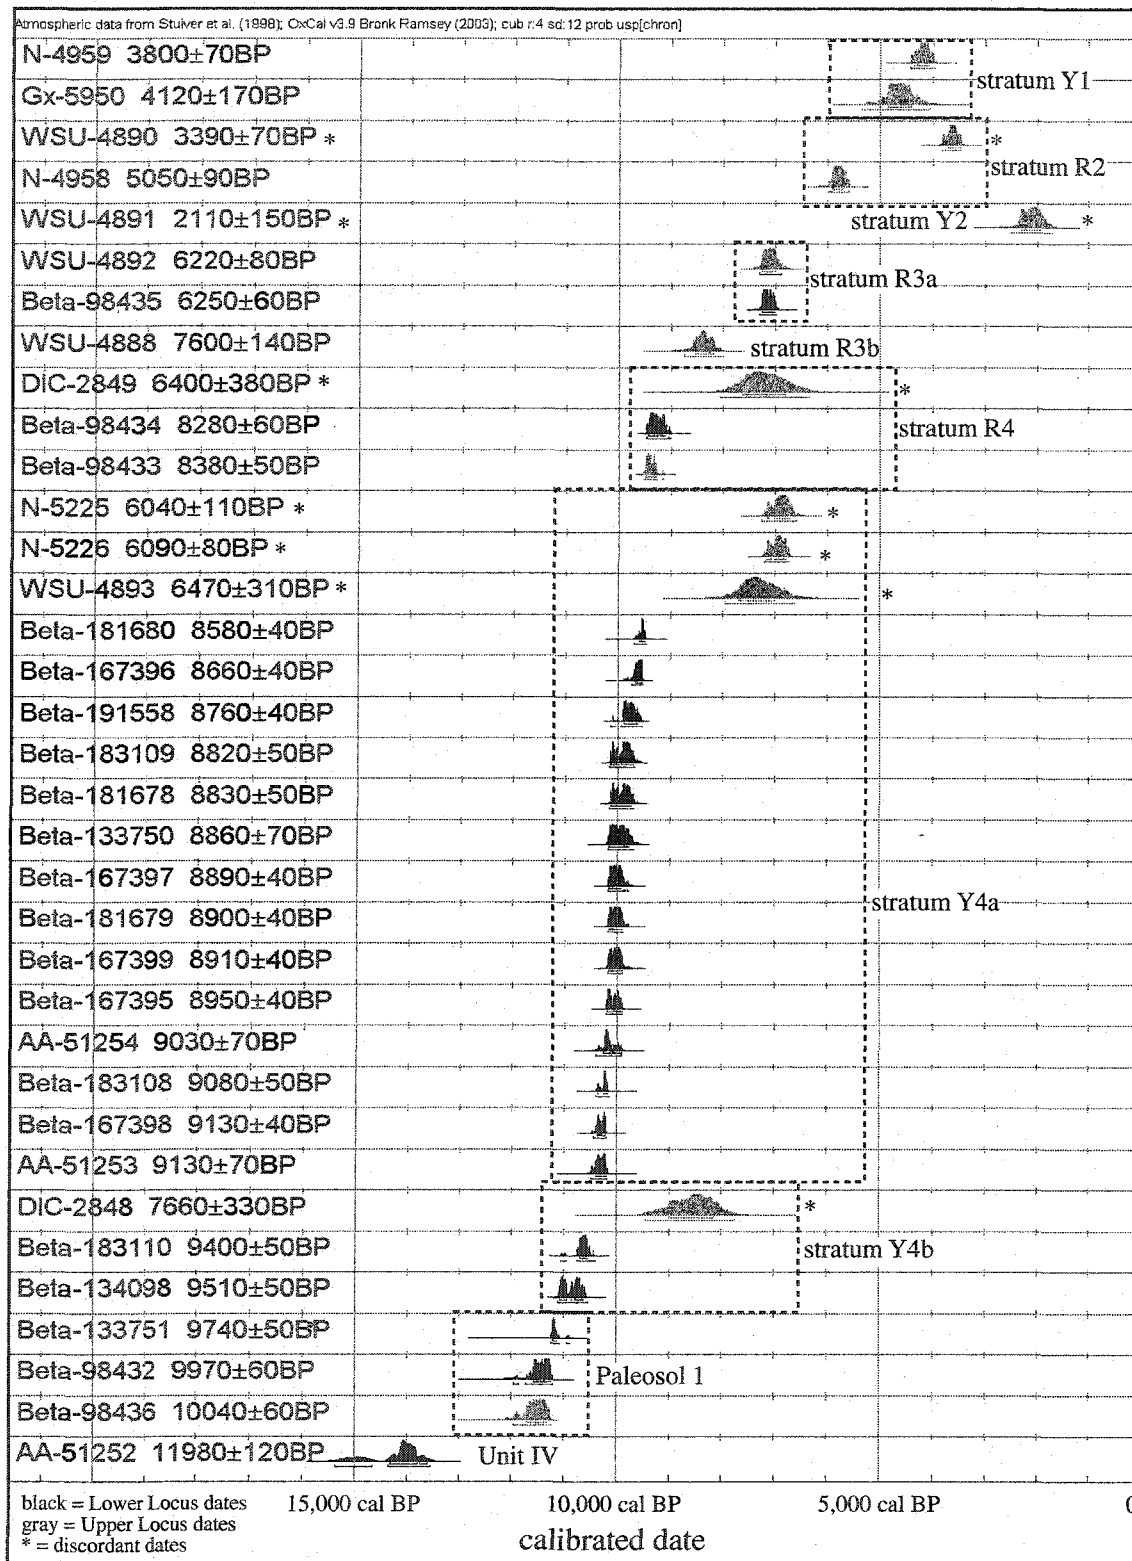 Atmospheric data from Stuiver et al. (1998); OxCal v3.9 Bronk Ramsey (2003); cub r:4 sd:12 prob usp[chron]
N-4959 3800±70BP
Gx-5950 4120±170BP
stratum Y1
WSU-4890 3390±70BP *
*
N-4958 5050±90BP
stratum R2
WSU-4891 2110±150BP *
stratum Y2
*
WSU-4892 6220±80BP
Beta-98435 6250±60BP
stratum R3a
WSU-4888 7600±140BP
stratum R3b
DIC-2849 6400±380BP *
*
Beta-98434 8280±60BP
stratum R4
Beta-98433 8380±50BP
N-5225 6040±110BP *
*
N-5226 6090±80BP *
*
WSU-4893 6470±310BP *
*
Beta-181680 8580±40BP
Beta-167396 8660±40BP
Beta-191558 8760±40BP
Beta-183109 8820±50BP
Beta-181678 8830±50BP
Beta-133750 8860±70BP
Beta-167397 8890±40BP
stratum Y4a
Beta-181679 8900±40BP
Beta-167399 8910±40BP
Beta-167395 8950±40BP
AA-51254 9030±70BP
Beta-183108 9080±50BP
Beta-167398 9130±40BP
AA-51253 9130±70BP
DIC-2848 7660±330BP
*
Beta-183110 9400±50BP
stratum Y4b
Beta-134098 9510±50BP
Beta-133751 9740±50BP
Beta-98432 9970±60BP
Paleosol 1
Beta-98436 10040±60BP
AA-51252 11980±120BP
Unit IV
15,000 cal BP
10,000 cal BP
5,000 cal BP
0
black = Lower Locus dates
gray = Upper Locus dates
* = discordant dates
calibrated date